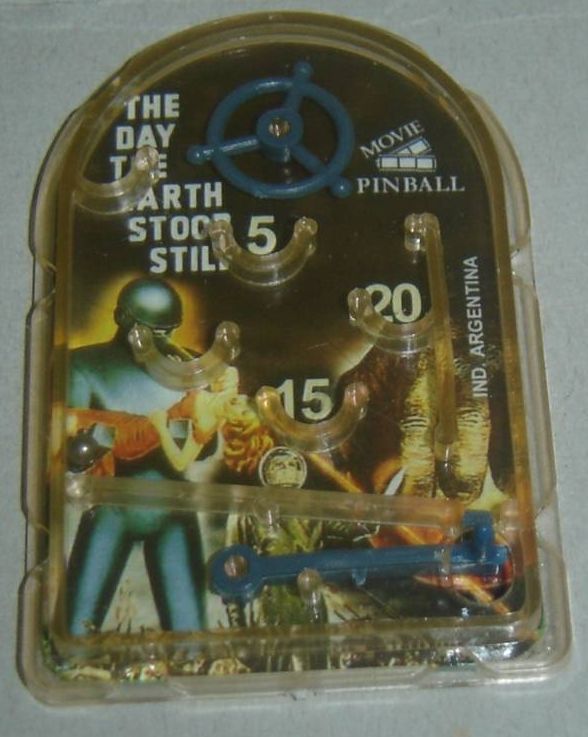 THE
DAY
THE
EARTH
STOOD
STILL
MOVIE
PINBALL
5
20
15
IND. ARGENTINA